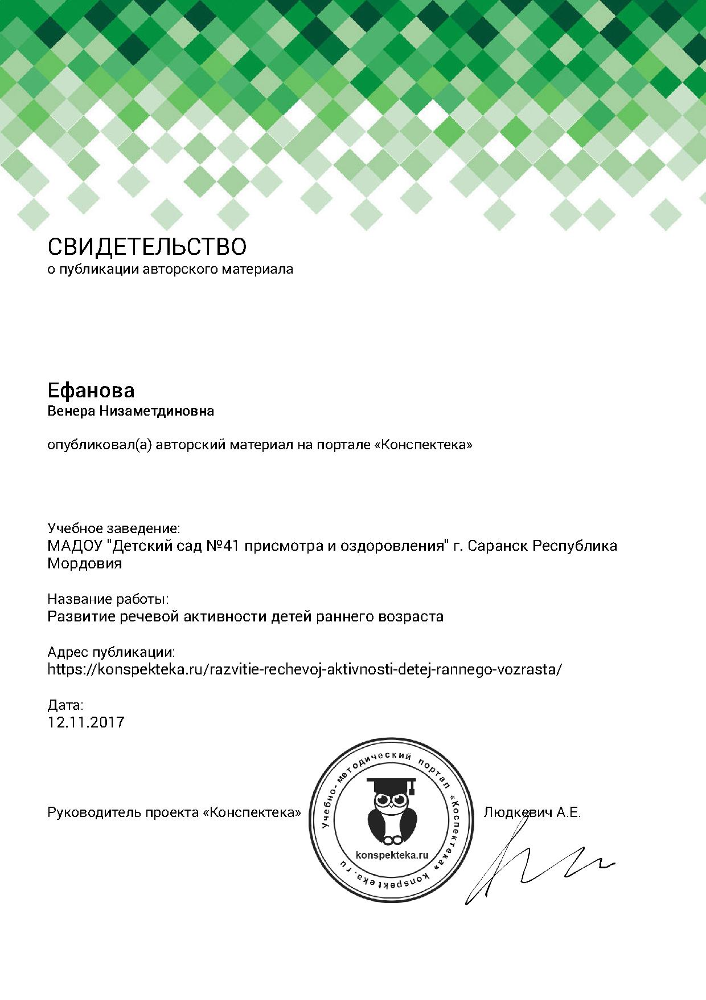 СВИДЕТЕЛЬСТВО
о публикации авторского материала
Ефанова
Венера Низаметдиновна
опубликовал(а) авторский материал на портале «Конспектека»
Учебное заведение:
МАДОУ "Детский сад №41 присмотра и оздоровления" г. Саранск Республика
Мордовия
Название работы:
Развитие речевой активности детей раннего возраста
Адрес публикации:
https://konspekteka.ru/razvitie-rechevoj-aktivnosti-detej-rannego-vozrasta/
Дата:
12.11.2017
Руководитель проекта «Конспектека»
Учебно-методический портал «Коспектека» konspekteka.ru
konspekteka.ru
Людкевич А.Е.